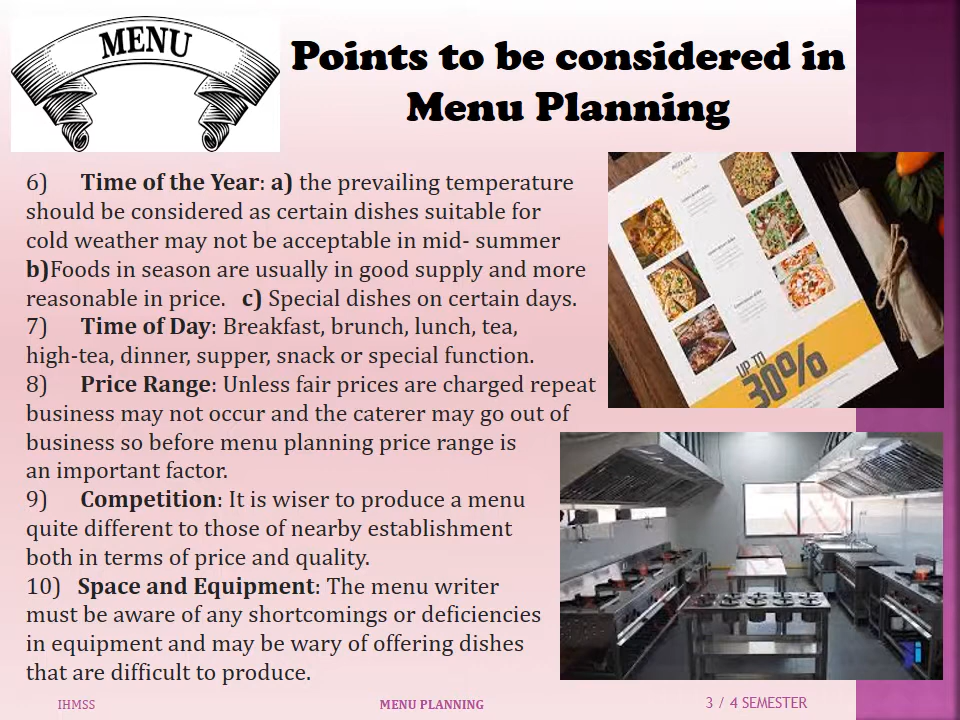 MENU
Points to be considered in
Menu Planning
6) Time of the Year: a) the prevailing temperature
should be considered as certain dishes suitable for
cold weather may not be acceptable in mid- summer
b)Foods in season are usually in good supply and more
reasonable in price. c) Special dishes on certain days.
7) Time of Day: Breakfast, brunch, lunch, tea,
high-tea, dinner, supper, snack or special function.
8) Price Range: Unless fair prices are charged repeat
business may not occur and the caterer may go out of
business so before menu planning price range is
an important factor.
9) Competition: It is wiser to produce a menu
quite different to those of nearby establishment
both in terms of price and quality.
10) Space and Equipment: The menu writer
must be aware of any shortcomings or deficiencies
in equipment and may be wary of offering dishes
that are difficult to produce.
UP TO
30%
IHMSS
MENU PLANNING
3 / 4 SEMESTER